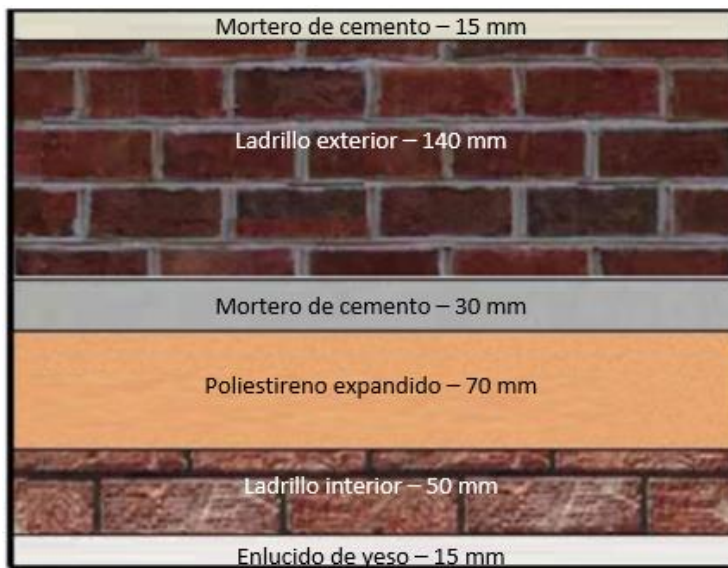 Mortero de cemento – 15 mm
Ladrillo exterior – 140 mm
Mortero de cemento – 30 mm
Poliestireno expandido – 70 mm
Ladrillo interior – 50 mm
Enlucido de yeso – 15 mm